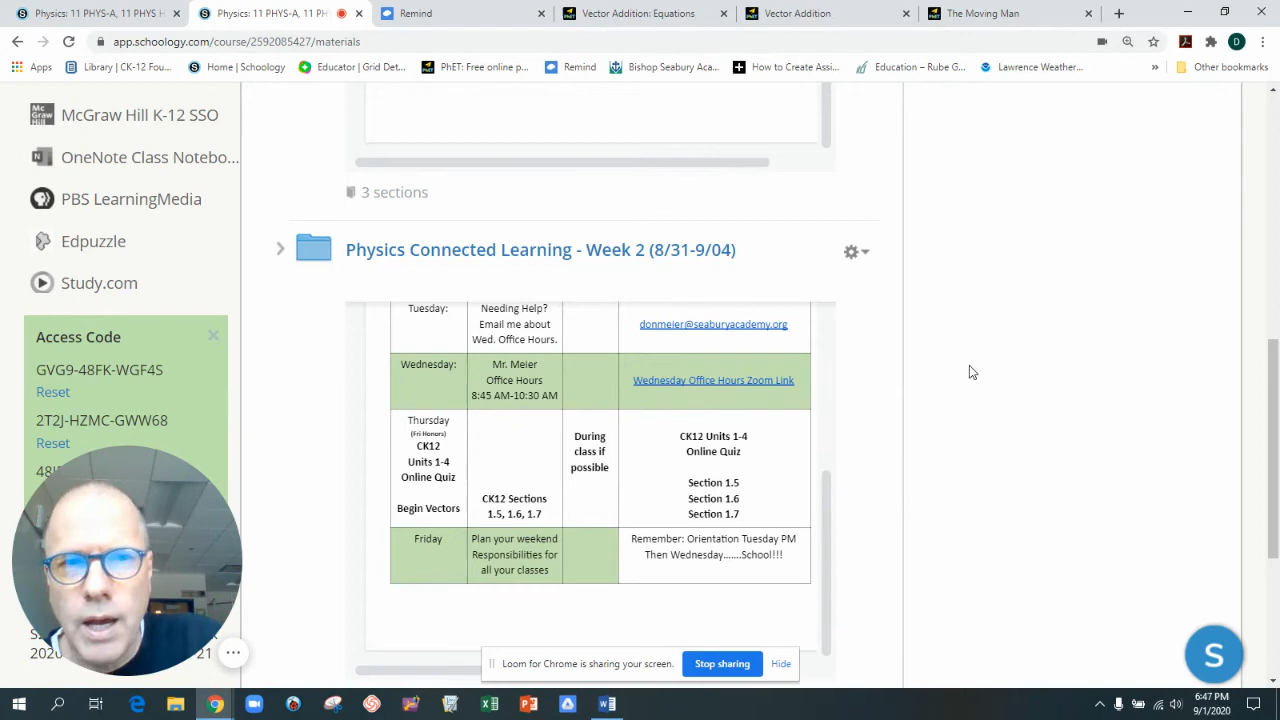 Physics: 11 PHYS-A, 11 PHYS H
Physics: 11 PHYS-A, 11 PH
Remind
Vector Addition: Equations
Vector Addition
The Moving Man
app.schoology.com/course/2592085427/materials
Apps
Library | CK-12 Fou...
Home | Schoology
Educator | Grid Det...
PhET: Free online p...
Remind
Bishop Seabury Aca...
How to Create Assi...
Education – Rube G...
Lawrence Weather...
Other bookmarks
Mc Graw Hill
McGraw Hill K-12 SSO
OneNote Class Notebo...
PBS LearningMedia
Edpuzzle
Study.com
Access Code
GVG9-48FK-WGF4S
Reset
2T2J-HZMC-GWW68
Reset
3 sections
Physics Connected Learning - Week 2 (8/31-9/04)
Tuesday:
Needing Help?
Email me about
Wed. Office Hours.
donmeier@seaburyacademy.org
Wednesday:
Mr. Meier
Office Hours
8:45 AM-10:30 AM
Wednesday Office Hours Zoom Link
Thursday
(Fri Honors)
CK12
Units 1-4
Online Quiz
Begin Vectors
CK12 Sections
1.5, 1.6, 1.7
During
class if
possible
CK12 Units 1-4
Online Quiz
Section 1.5
Section 1.6
Section 1.7
Friday
Plan your weekend
Responsibilities for
all your classes
Remember: Orientation Tuesday PM
Then Wednesday.......School!!!
Loom for Chrome is sharing your screen.
Stop sharing
Hide
S
2020
21
6:47 PM
9/1/2020